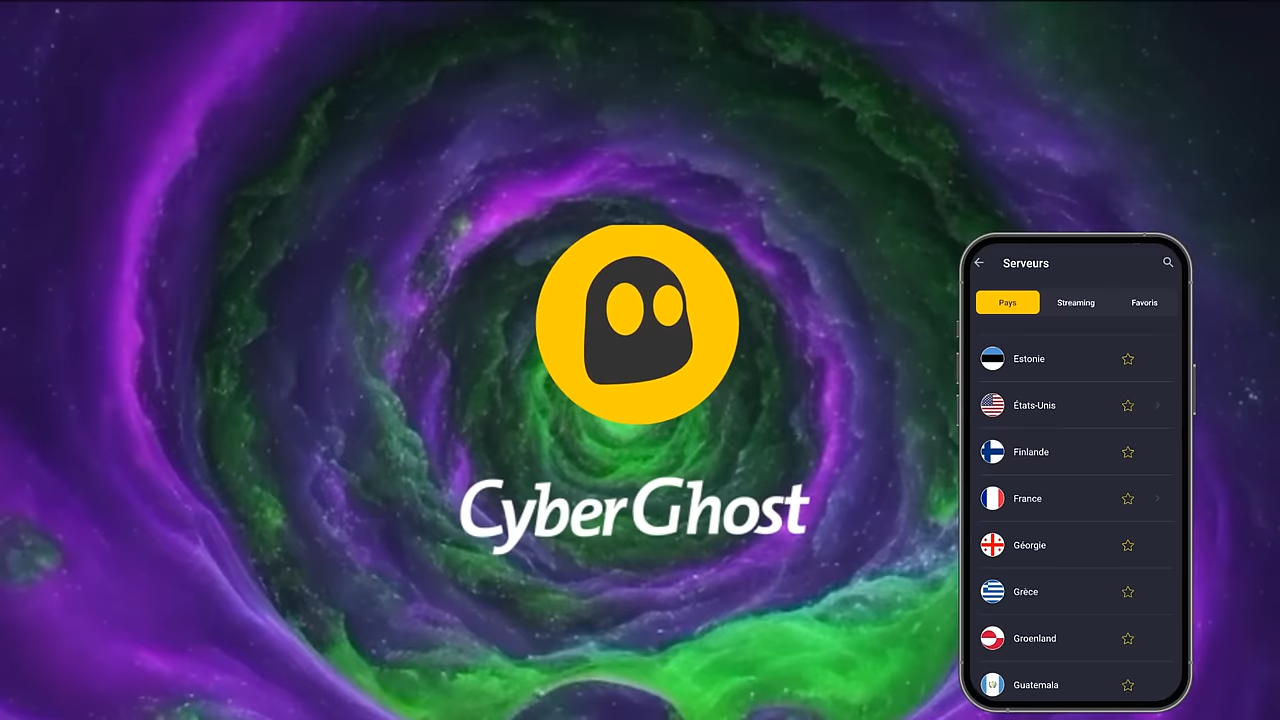 CyberGhost
Serveurs
Pays Streaming Favoris
Estonie
États-Unis
Finlande
France
Géorgie
Grèce
Groenland
Guatemala